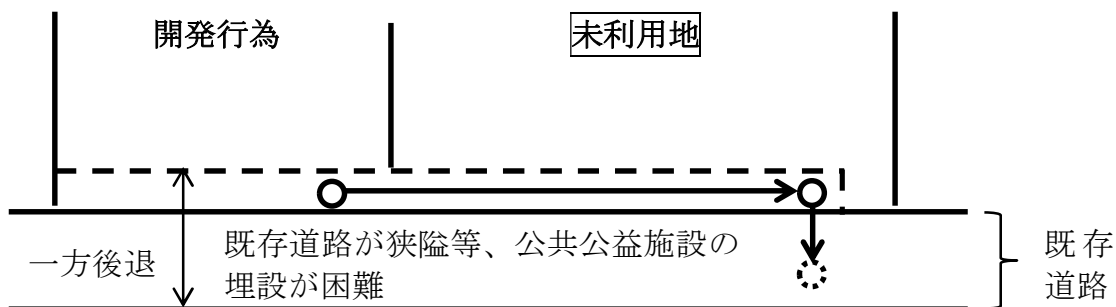 開発行為
未利用地
一方後退
既存道路が狭隘等、公共公益施設の
埋設が困難
既存
道路